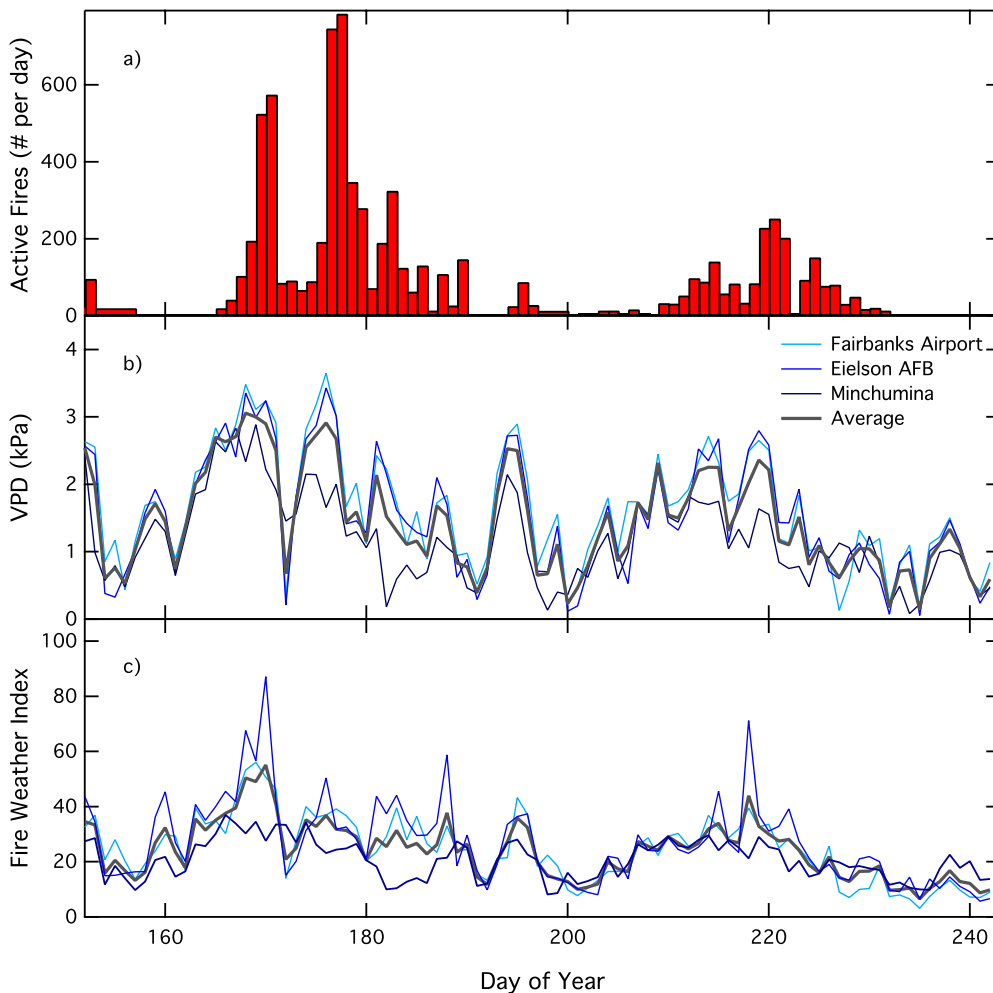 a)
Active Fires (# per day)
600
400
200
0
b)
VPD (kPa)
4
3
2
1
0
Fairbanks Airport
Eielson AFB
Minchumina
Average
c)
Fire Weather Index
100
80
60
40
20
0
160 180 200 220 240
Day of Year